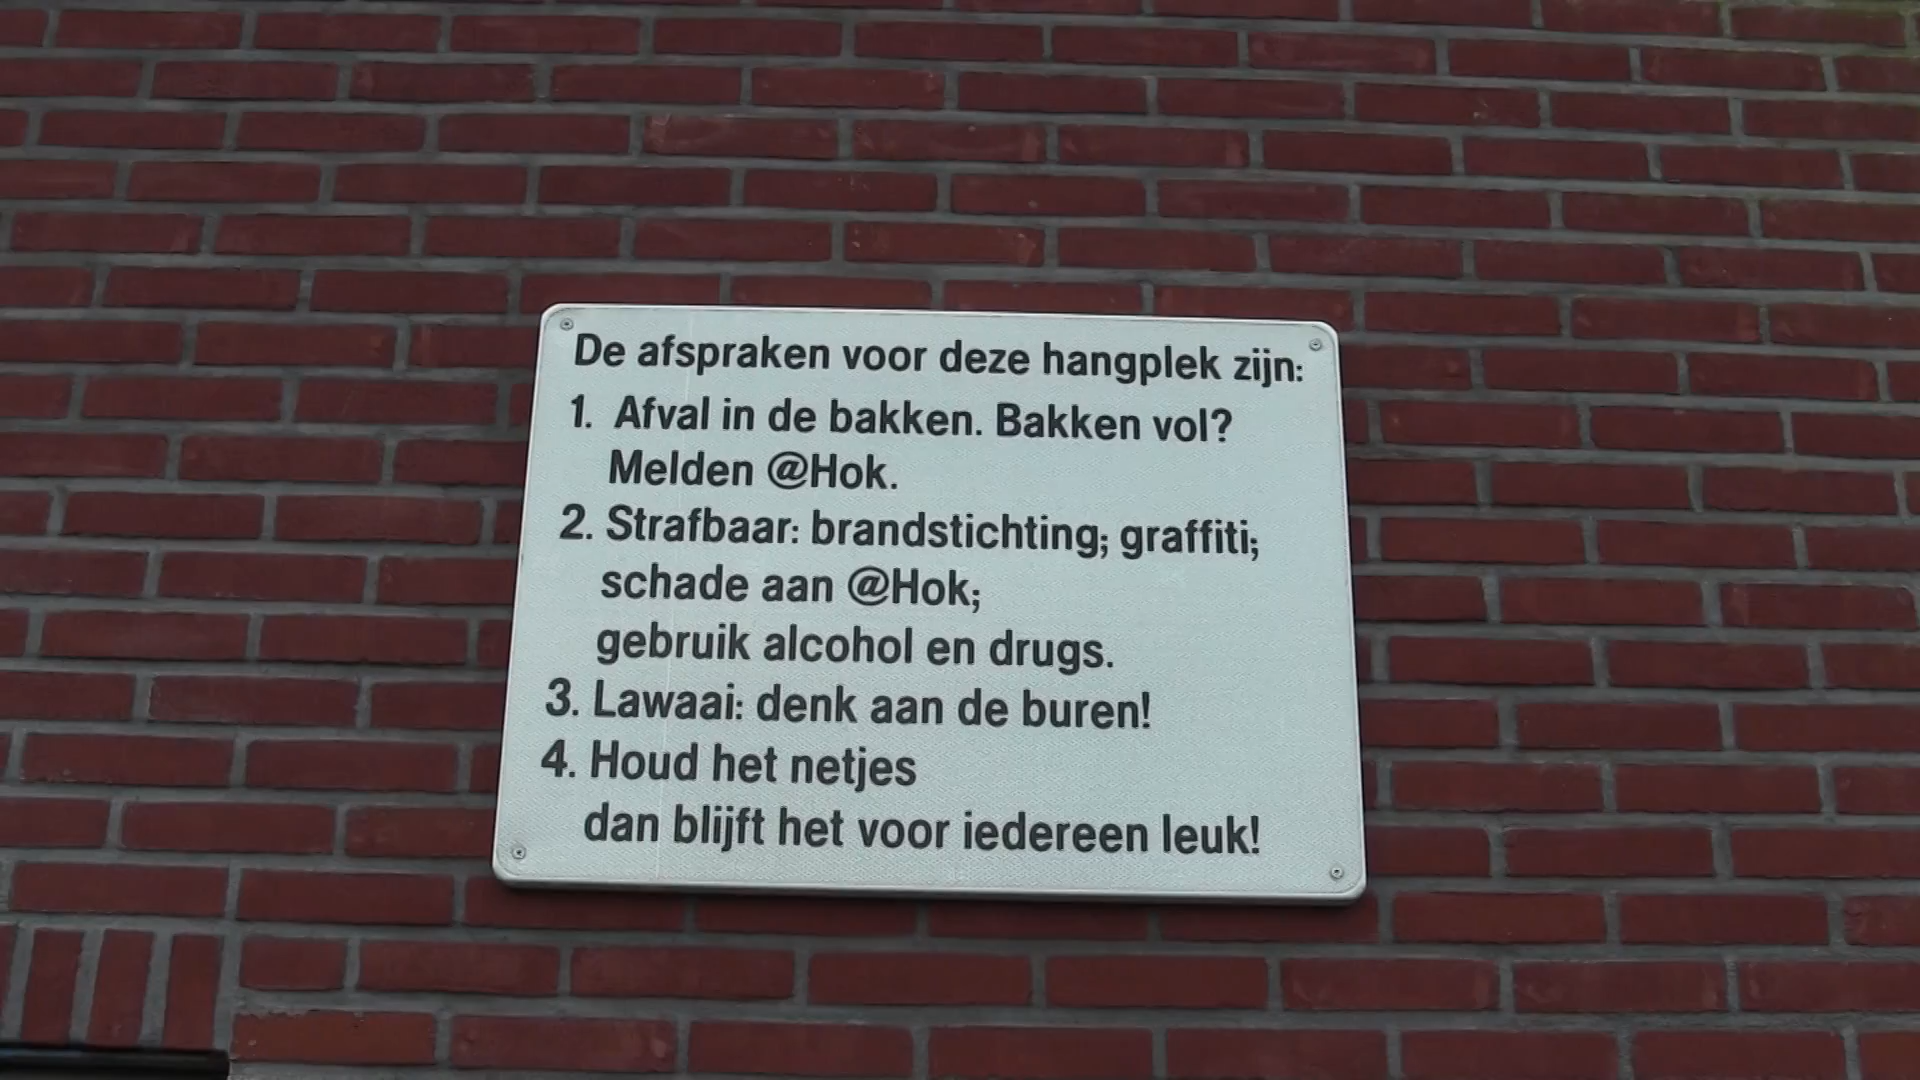 De afspraken voor deze hangplek zijn:
1. Afval in de bakken. Bakken vol?
Melden @Hok.
2. Strafbaar: brandstichting; graffiti;
schade aan @Hok;
gebruik alcohol en drugs.
3. Lawaai: denk aan de buren!
4. Houd het netjes
dan blijft het voor iedereen leuk!